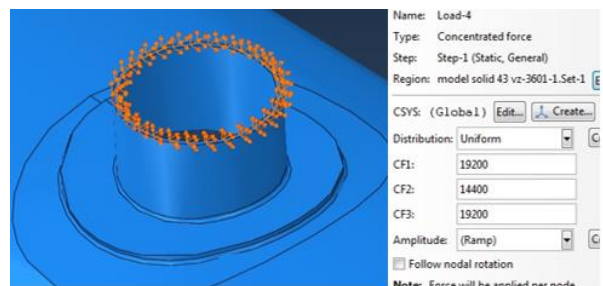 Name: Load-4
Type: Concentrated force
Step: Step-1 (Static, General)
Region: model solid 43 vz-3601-1.Set-1
CSYS: (Global) Edit... Create...
Distribution: Uniform
CF1: 19200
CF2: 14400
CF3: 19200
Amplitude: (Ramp)
Follow nodal rotation
Note: Force will be applied per node